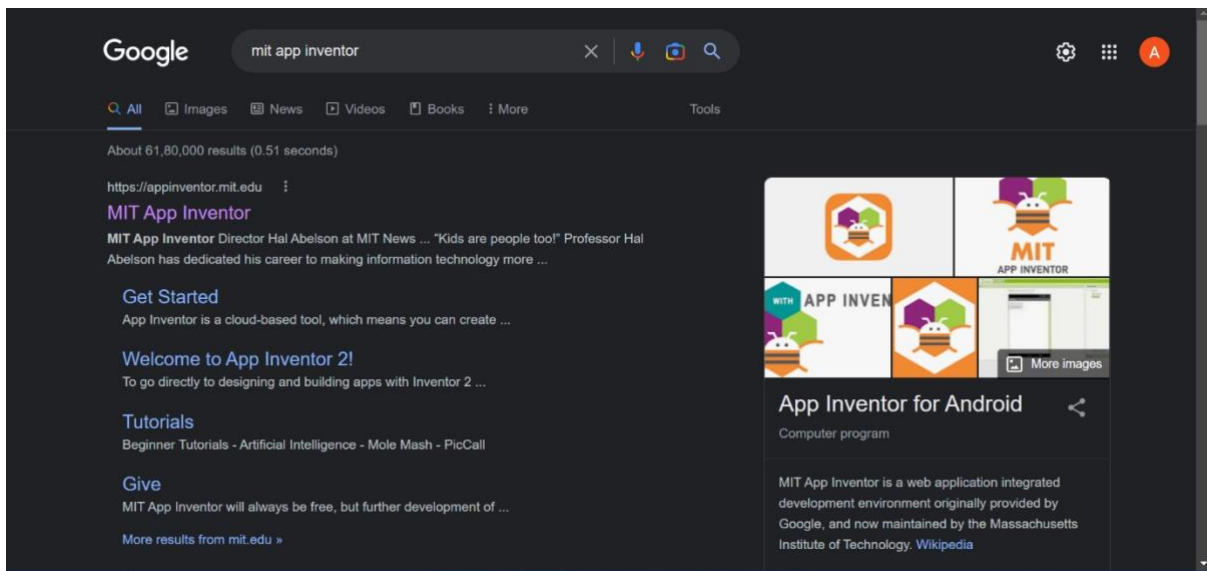 Google
mit app inventor
A
All
Images
News
Videos
Books
More
Tools
About 61,80,000 results (0.51 seconds)
https://appinventor.mit.edu
MIT App Inventor
MIT App Inventor Director Hal Abelson at MIT News ... "Kids are people too!" Professor Hal
Abelson has dedicated his career to making information technology more ...
Get Started
App Inventor is a cloud-based tool, which means you can create ...
Welcome to App Inventor 2!
To go directly to designing and building apps with Inventor 2 ...
Tutorials
Beginner Tutorials - Artificial Intelligence - Mole Mash - PicCall
Give
MIT App Inventor will always be free, but further development of ...
More results from mit.edu »
MIT
APP INVENTOR
WITH APP INVEN
More images
App Inventor for Android
Computer program
MIT App Inventor is a web application integrated
development environment originally provided by
Google, and now maintained by the Massachusetts
Institute of Technology. Wikipedia